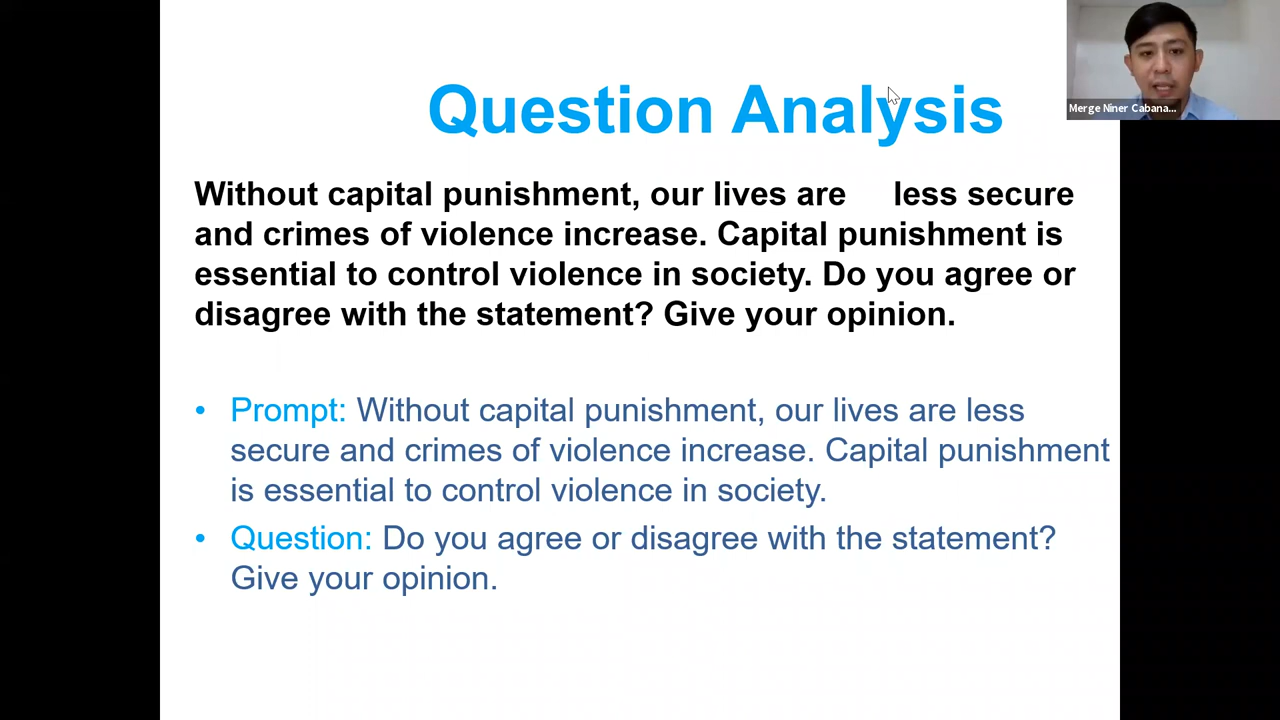 Question Analysis
Merge Niner Cabana...
Without capital punishment, our lives are less secure
and crimes of violence increase. Capital punishment is
essential to control violence in society. Do you agree or
disagree with the statement? Give your opinion.
• Prompt: Without capital punishment, our lives are less
secure and crimes of violence increase. Capital punishment
is essential to control violence in society.
• Question: Do you agree or disagree with the statement?
Give your opinion.